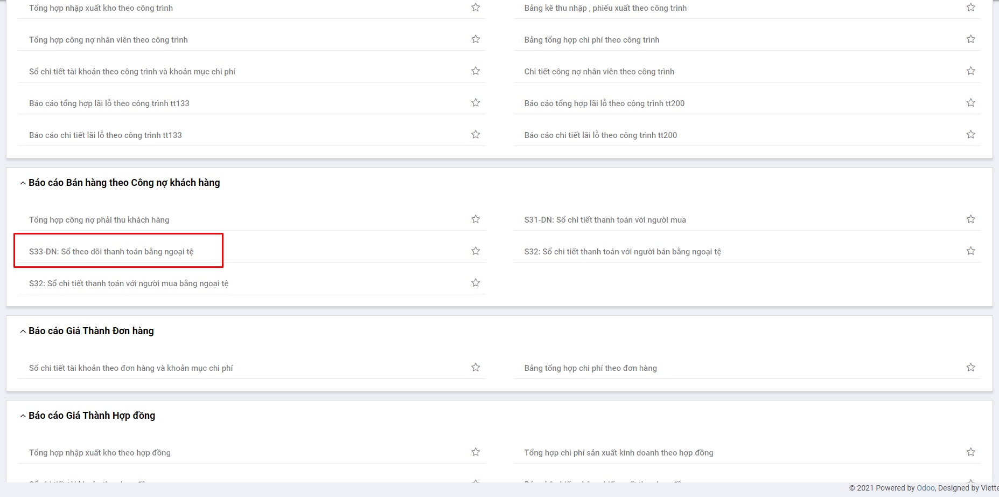 Tổng hợp nhập xuất kho theo công trình
Bảng kê thu nhập , phiếu xuất theo công trình
Tổng hợp công nợ nhân viên theo công trình
Bảng tổng hợp chi phí theo công trình
Sổ chi tiết tài khoản theo công trình và khoản mục chi phí
Chi tiết công nợ nhân viên theo công trình
Báo cáo tổng hợp lãi lỗ theo công trình tt133
Báo cáo tổng hợp lãi lỗ theo công trình tt200
Báo cáo chi tiết lãi lỗ theo công trình tt133
Báo cáo chi tiết lãi lỗ theo công trình tt200
Báo cáo Bán hàng theo Công nợ khách hàng
Tổng hợp công nợ phải thu khách hàng
S31-DN: Sổ chi tiết thanh toán với người mua
S33-DN: Sổ theo dõi thanh toán bằng ngoại tệ
S32: Sổ chi tiết thanh toán với người bán bằng ngoại tệ
S32: Sổ chi tiết thanh toán với người mua bằng ngoại tệ
Báo cáo Giá Thành Đơn hàng
Sổ chi tiết tài khoản theo đơn hàng và khoản mục chi phí
Bảng tổng hợp chi phí theo đơn hàng
Báo cáo Giá Thành Hợp đồng
Tổng hợp nhập xuất kho theo hợp đồng
Tổng hợp chi phí sản xuất kinh doanh theo hợp đồng
© 2021 Powered by Odoo, Designed by Viette